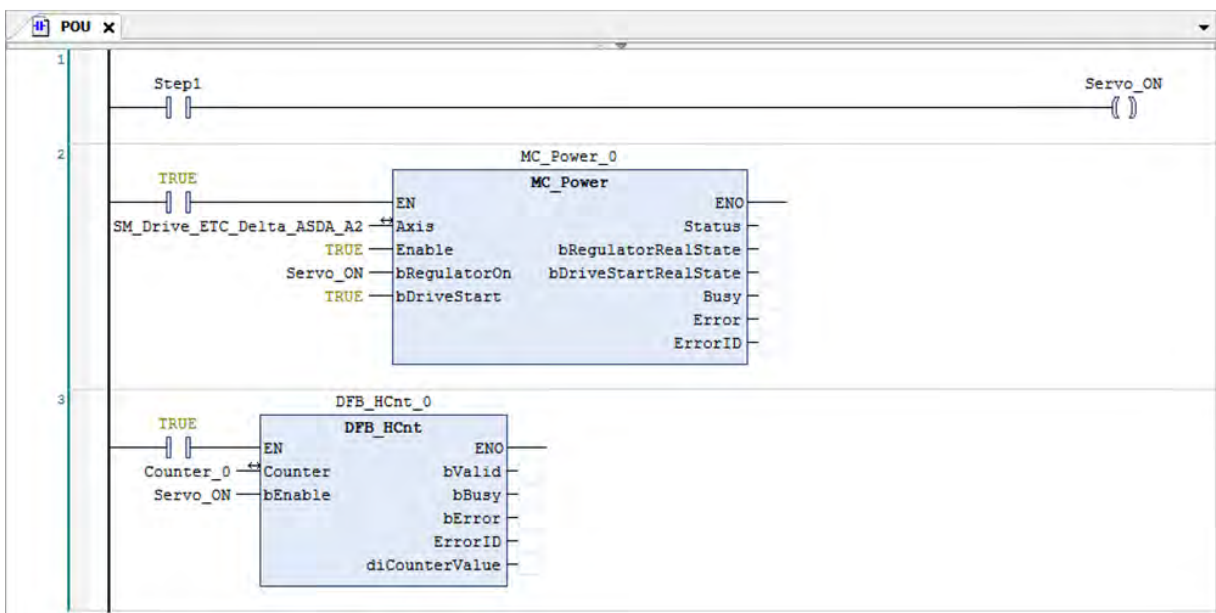 POU
1
Step1 Servo_ON
2
MC_Power_0
TRUE MC_Power
EN ENO
SM_Drive_ETC_Delta_ASDA_A2 Axis Status
TRUE Enable bRegulatorRealState
Servo_ON bRegulatorOn bDriveStartRealState
TRUE bDriveStart Busy
Error
ErrorID
3
DFB_HCnt_0
TRUE DFB_HCnt
EN ENO
Counter_0 Counter bValid
Servo_ON bEnable bBusy
bError
ErrorID
diCounterValue